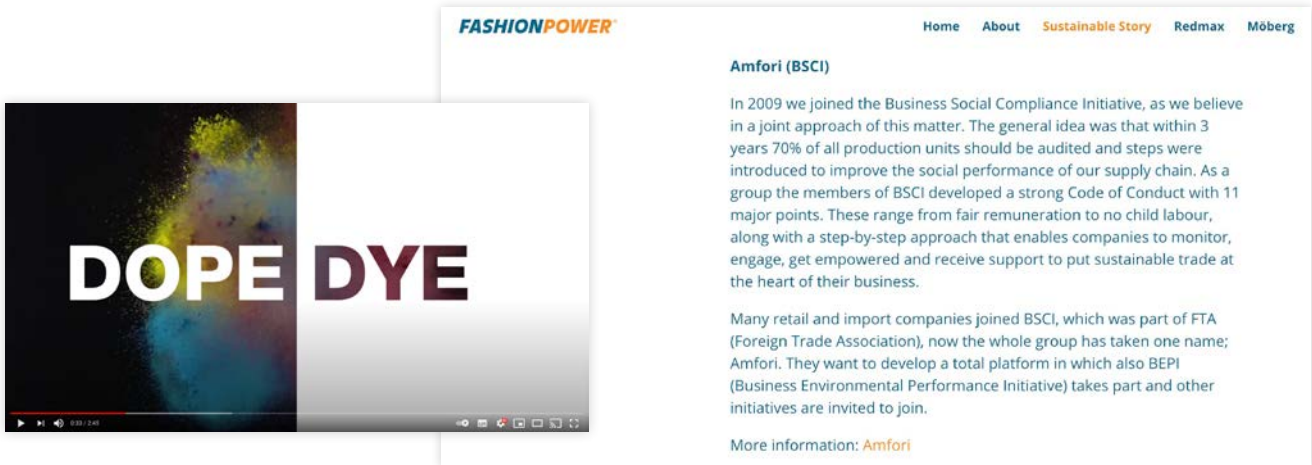 FASHIONPOWER
Home About Sustainable Story Redmax Möberg
Amfori (BSCI)
In 2009 we joined the Business Social Compliance Initiative, as we believe
in a joint approach of this matter. The general idea was that within 3
years 70% of all production units should be audited and steps were
introduced to improve the social performance of our supply chain. As a
group the members of BSCI developed a strong Code of Conduct with 11
major points. These range from fair remuneration to no child labour,
along with a step-by-step approach that enables companies to monitor,
engage, get empowered and receive support to put sustainable trade at
the heart of their business.
Many retail and import companies joined BSCI, which was part of FTA
(Foreign Trade Association), now the whole group has taken one name;
Amfori. They want to develop a total platform in which also BEPI
(Business Environmental Performance Initiative) takes part and other
initiatives are invited to join.
More information: Amfori
DOPE DYE
0:33 / 2:45